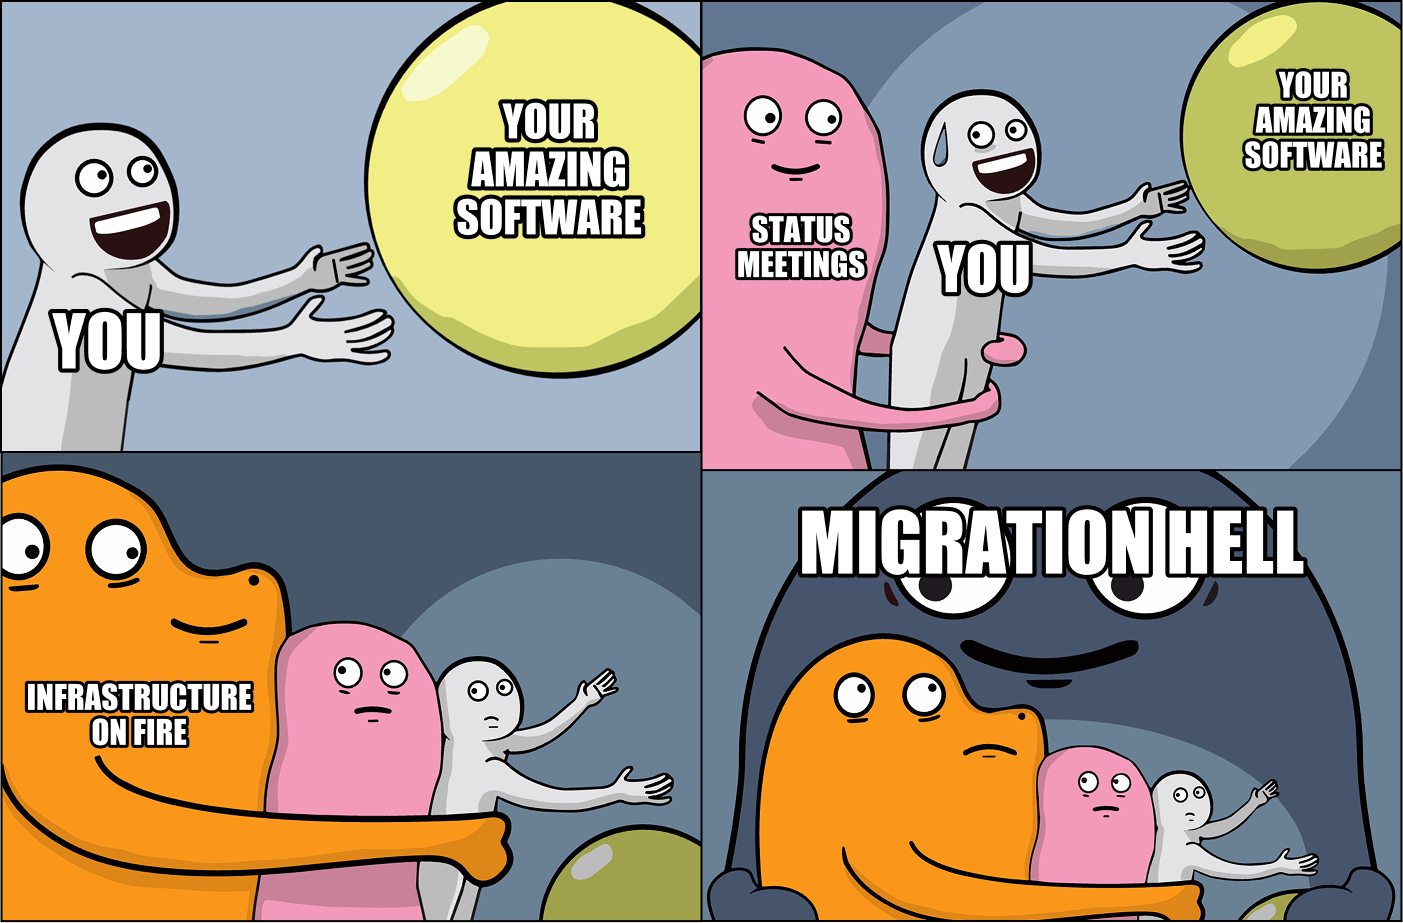 YOUR
AMAZING
SOFTWARE
YOU
YOUR
AMAZING
SOFTWARE
STATUS
MEETINGS
YOU
INFRASTRUCTURE
ON FIRE
MIGRATION HELL